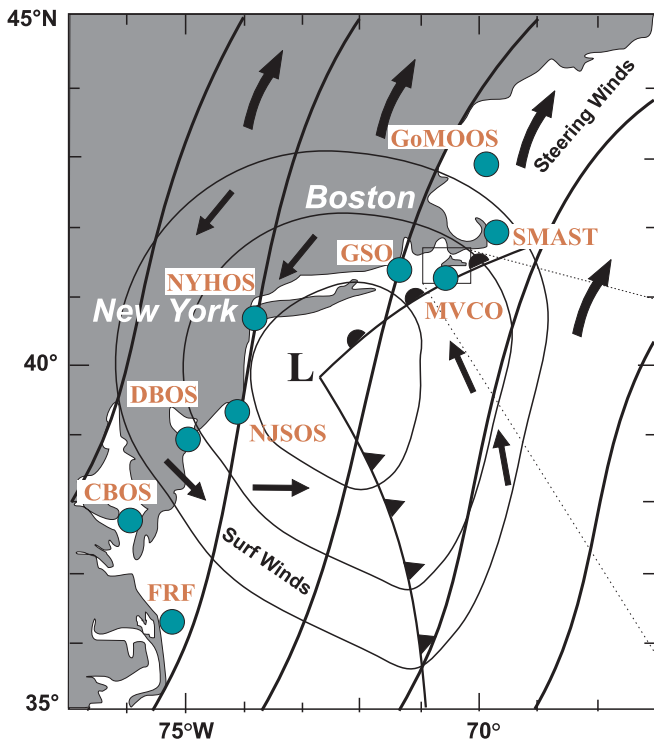 45°N
Steering Winds
GoMOOS
Boston
SMAST
GSO
NYHOS
MVCO
New York
L
40°
DBOS
NJSOS
CBOS
Surf Winds
FRF
35°
75°W
70°